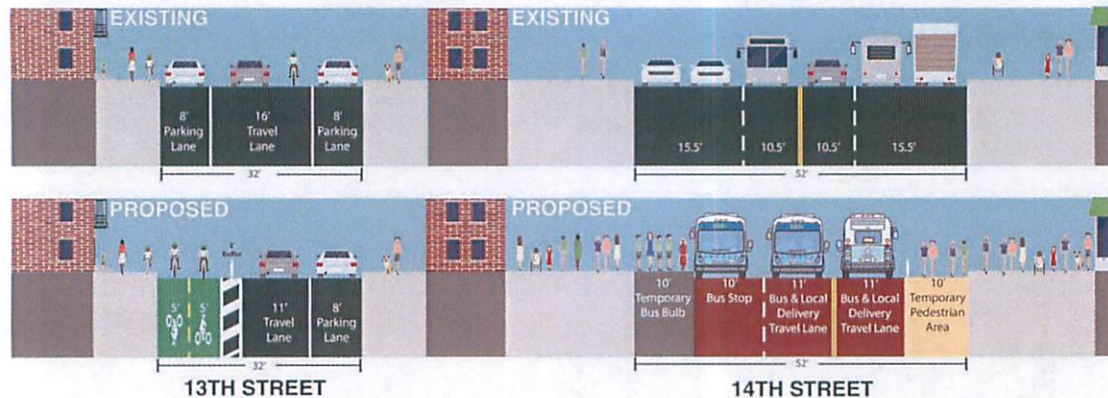 EXISTING
8'
Parking
Lane
16'
Travel
Lane
8'
Parking
Lane
32'
EXISTING
15.5'
10.5'
10.5'
15.5'
52'
PROPOSED
Buffer
5'
5'
11'
Travel
Lane
8'
Parking
Lane
32'
13TH STREET
PROPOSED
10'
Temporary
Bus Bulb
10'
Bus Stop
11'
Bus & Local
Delivery
Travel Lane
11'
Bus & Local
Delivery
Travel Lane
10'
Temporary
Pedestrian
Area
52'
14TH STREET